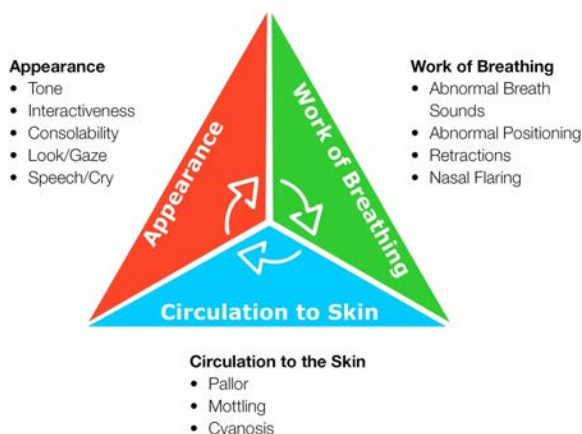 Appearance
• Tone
• Interactiveness
• Consolability
• Look/Gaze
• Speech/Cry
Appearance
Work of Breathing
Circulation to Skin
Work of Breathing
• Abnormal Breath
Sounds
• Abnormal Positioning
• Retractions
• Nasal Flaring
Circulation to the Skin
• Pallor
• Mottling
• Cyanosis